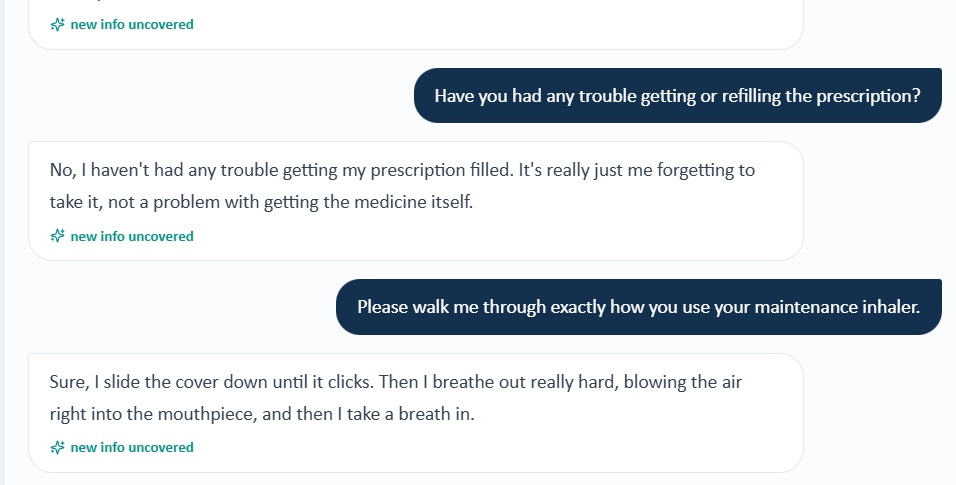 new info uncovered
Have you had any trouble getting or refilling the prescription?
No, I haven't had any trouble getting my prescription filled. It's really just me forgetting to
take it, not a problem with getting the medicine itself.
new info uncovered
Please walk me through exactly how you use your maintenance inhaler.
Sure, I slide the cover down until it clicks. Then I breathe out really hard, blowing the air
right into the mouthpiece, and then I take a breath in.
new info uncovered